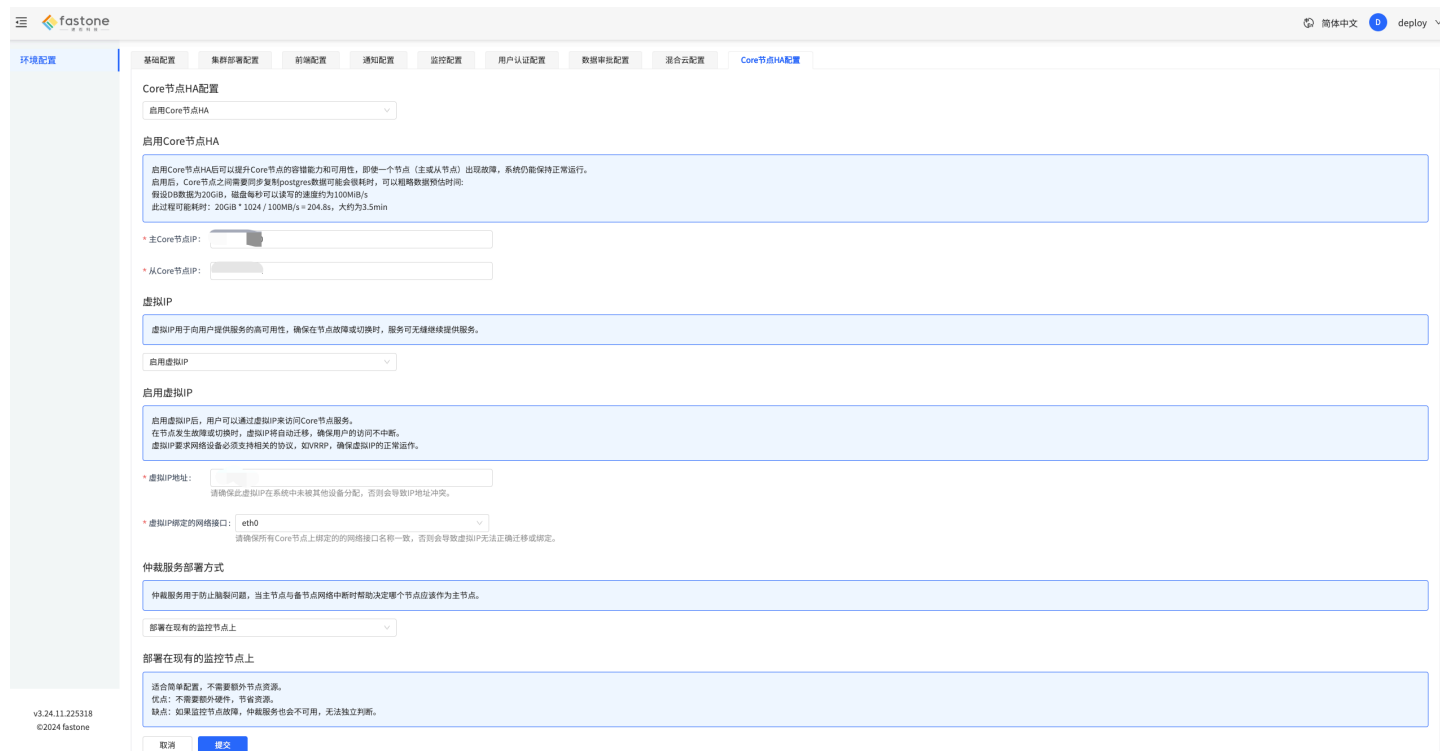 fastone
速石科技
简体中文
D
deploy
环境配置
基础配置
集群部署配置
前端配置
通知配置
监控配置
用户认证配置
数据审批配置
混合云配置
Core节点HA配置
Core节点HA配置
启用Core节点HA
启用Core节点HA
启用Core节点HA后可以提升Core节点的容错能力和可用性，即使一个节点（主或从节点）出现故障，系统仍能保持正常运行。
启用后，Core节点之间需要同步复制postgres数据可能会很耗时，可以粗略数据预估时间:
假设DB数据为20GiB，磁盘每秒可以读写的速度约为100MiB/s
此过程可能耗时：20GiB * 1024 / 100MB/s = 204.8s，大约为3.5min
* 主Core节点IP：
* 从Core节点IP：
虚拟IP
虚拟IP用于向用户提供服务的高可用性，确保在节点故障或切换时，服务可无缝继续提供服务。
启用虚拟IP
启用虚拟IP
启用虚拟IP后，用户可以通过虚拟IP来访问Core节点服务。
在节点发生故障或切换时，虚拟IP将自动迁移，确保用户的访问不中断。
虚拟IP要求网络设备必须支持相关的协议，如VRRP，确保虚拟IP的正常运作。
* 虚拟IP地址：
请确保此虚拟IP在系统中未被其他设备分配，否则会导致IP地址冲突。
* 虚拟IP绑定的网络接口： eth0
请确保所有Core节点上绑定的的网络接口名称一致，否则会导致虚拟IP无法正确迁移或绑定。
仲裁服务部署方式
仲裁服务用于防止脑裂问题，当主节点与备节点网络中断时帮助决定哪个节点应该作为主节点。
部署在现有的监控节点上
部署在现有的监控节点上
适合简单配置，不需要额外节点资源。
优点：不需要额外硬件，节省资源。
缺点：如果监控节点故障，仲裁服务也会不可用，无法独立判断。
v3.24.11.225318
©2024 fastone
取消
提交